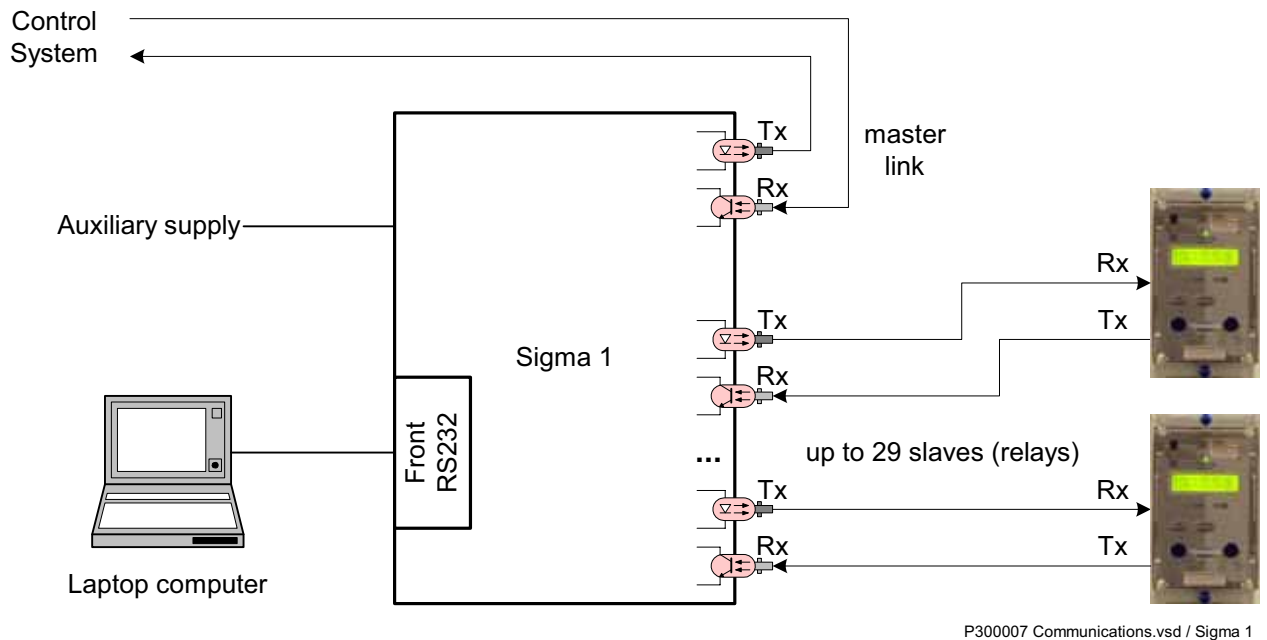 Control
System
Tx
master
link
Rx
Auxiliary supply
Rx
Tx
Tx
Sigma 1
Rx
Front
RS232
up to 29 slaves (relays)
...
Tx
Rx
Rx
Tx
Laptop computer
P300007 Communications.vsd / Sigma 1